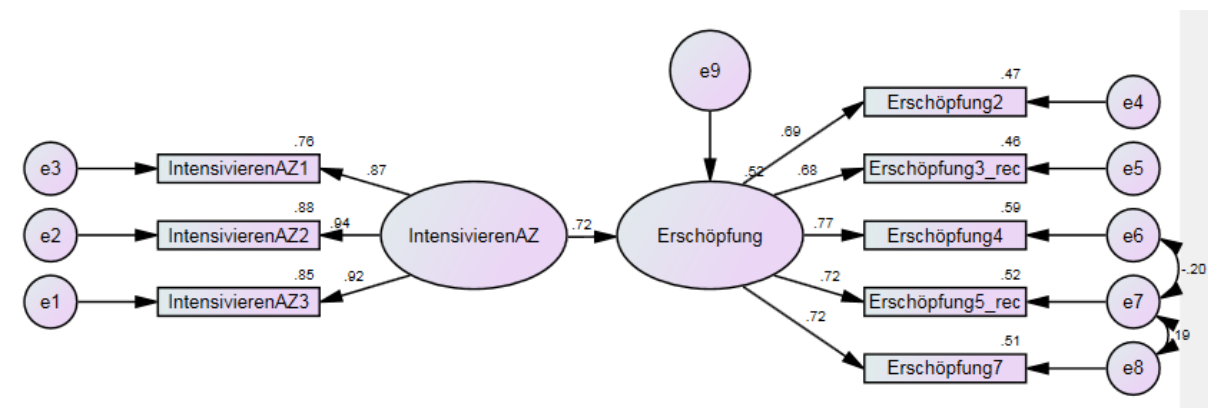 e9
.47
Erschöpfung2
e4
.76
.69
.46
e3
IntensivierenAZ1
.87
.52
.68
Erschöpfung3_rec
e5
.88
.59
e2
IntensivierenAZ2
.94
IntensivierenAZ
.72
Erschöpfung
.77
Erschöpfung4
e6
.85
.92
.72
.52
-.20
e1
IntensivierenAZ3
Erschöpfung5_rec
e7
.72
.51
.19
Erschöpfung7
e8